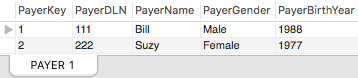 PayerKey PayerDLN PayerName PayerGender PayerBirthYear
1 111 Bill Male 1988
2 222 Suzy Female 1977
PAYER 1